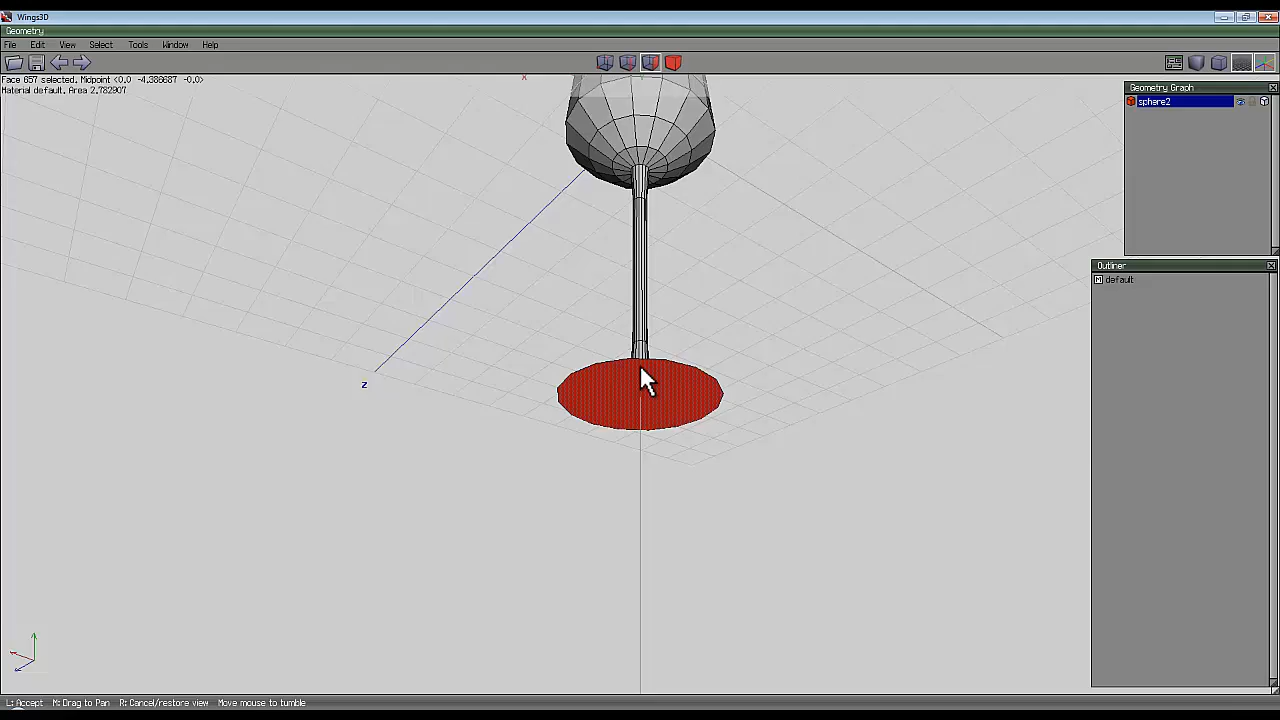 Wings3D
Geometry
File Edit View Select Tools Window Help
Face 657 selected. Midpoint <0.0 -4.386687 -0.0>
Material default. Area 2.782907
X
Geometry Graph
sphere2
Outliner
M default
Z
L:Accept M:Drag to Pan R:Cancel/restore view Move mouse to tumble